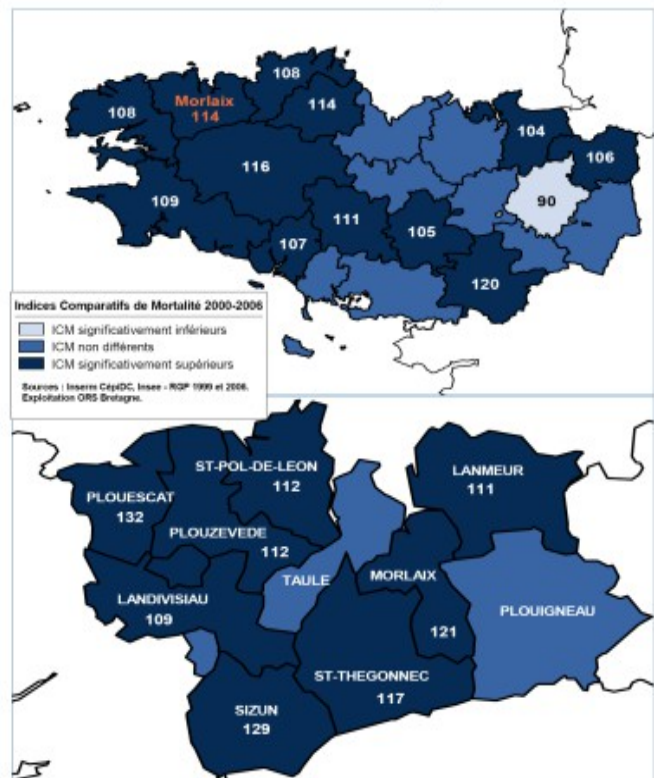 108
Morlaix
114
114
108
104
106
116
90
109
111
105
107
120
Indices Comparatifs de Mortalité 2000-2006
ICM significativement inférieurs
ICM non différents
ICM significativement supérieurs
Sources : Inserm CépiDC, Insee - RGP 1999 et 2006.
Exploitation ORS Bretagne.
ST-POL-DE-LEON
112
LANMEUR
111
PLOUESCAT
132
PLOUZEVEDE
112
TAULE
MORLAIX
LANDIVISIAU
109
PLOUIGNEAU
121
ST-THEGONNEC
117
SIZUN
129